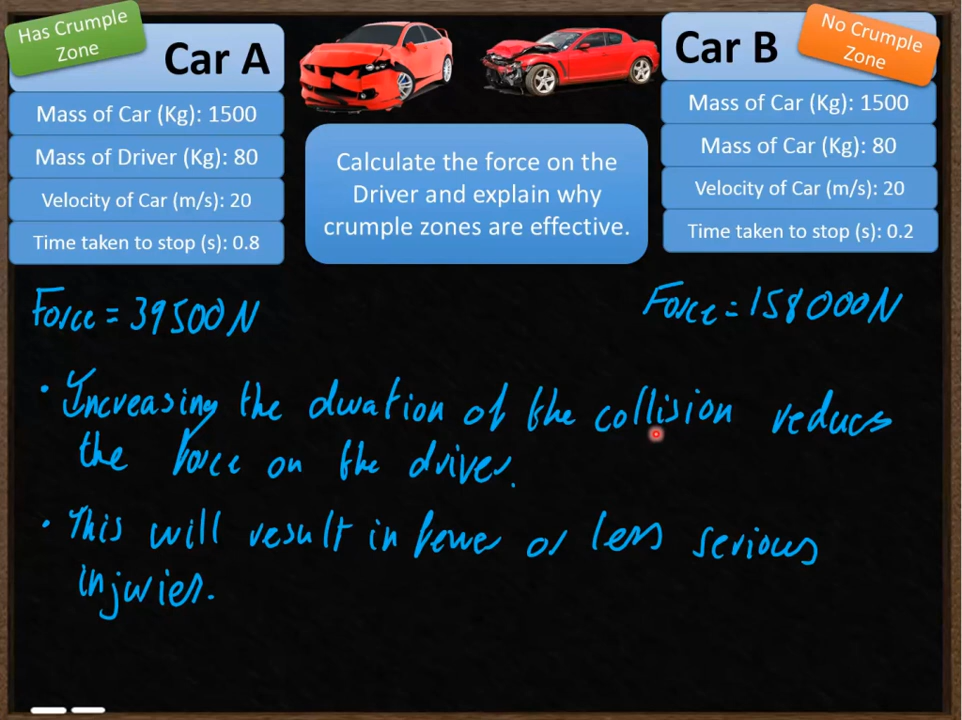 Has Crumple
Zone
Car A
Mass of Car (Kg): 1500
Mass of Driver (Kg): 80
Velocity of Car (m/s): 20
Time taken to stop (s): 0.8
Calculate the force on the
Driver and explain why
crumple zones are effective.
Car B
No Crumple
Zone
Mass of Car (Kg): 1500
Mass of Car (Kg): 80
Velocity of Car (m/s): 20
Time taken to stop (s): 0.2
Force = 39500N
Force = 158000N
• Increasing the duration of the collision reduces
the force on the driver.
• This will result in fewer or less serious
injuries.